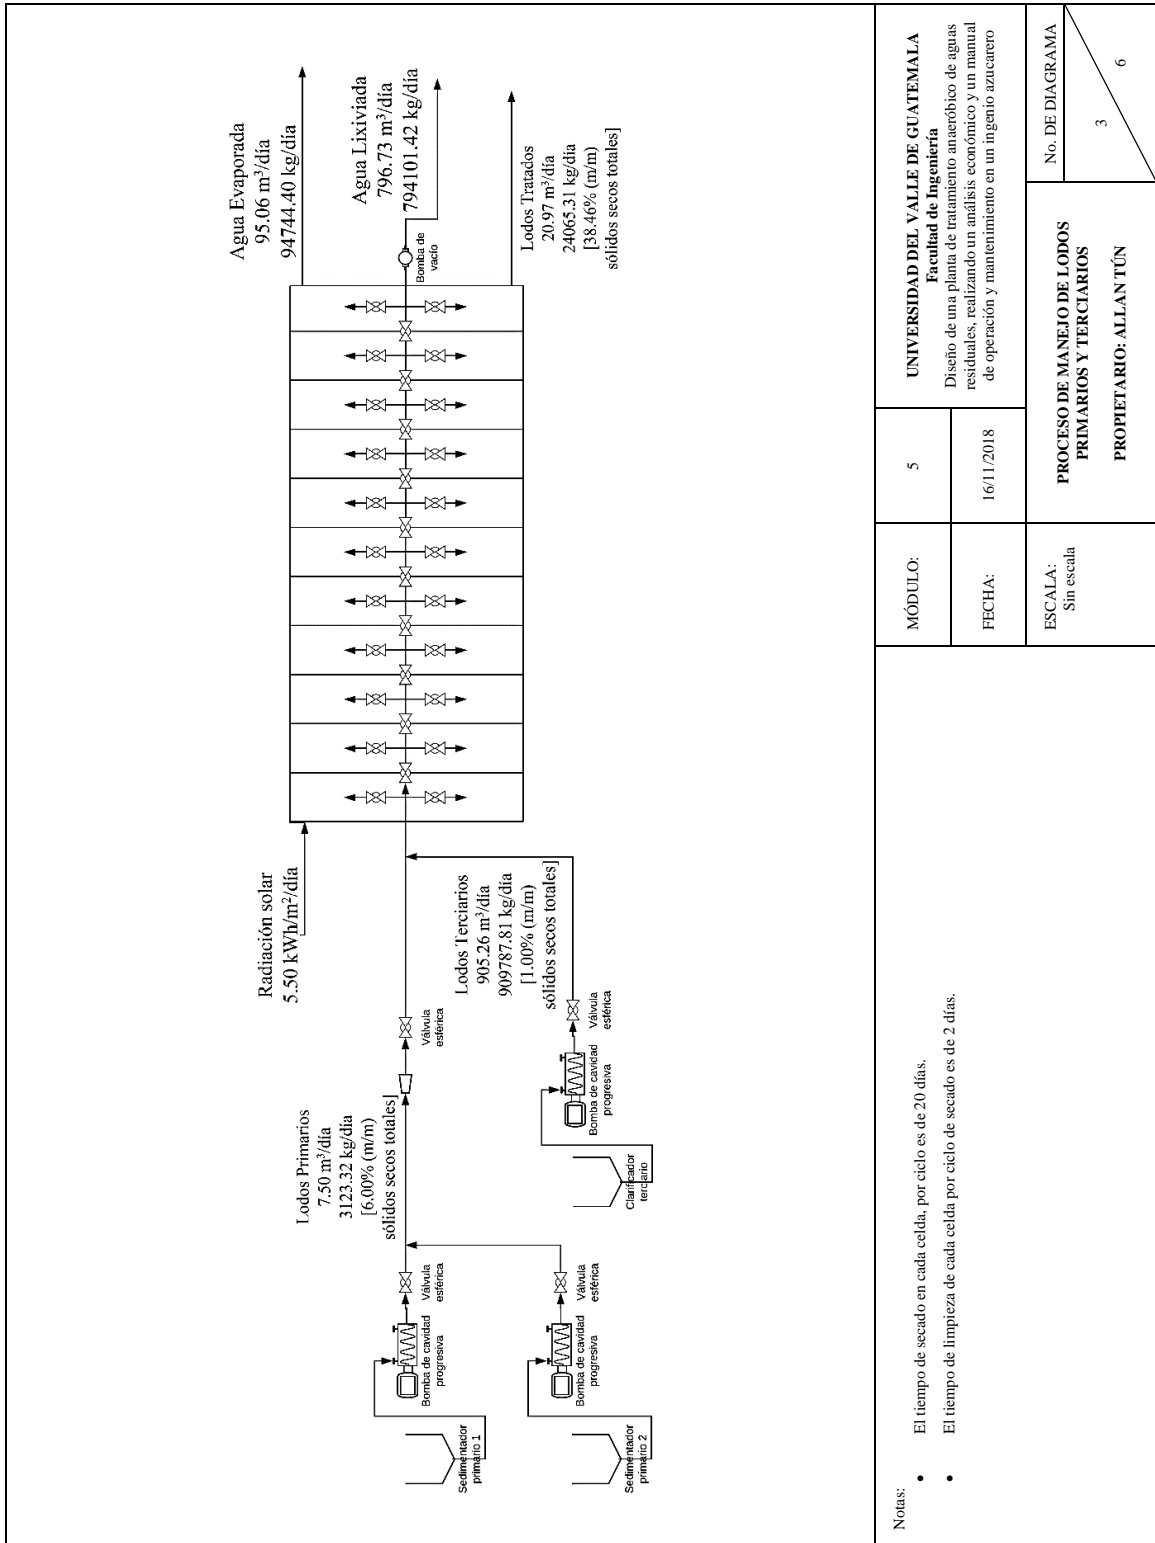 Sedimentador
primario 1
Bomba de cavidad
progresiva
Válvula
esférica
Sedimentador
primario 2
Bomba de cavidad
progresiva
Válvula
esférica
Lodos Primarios
7.50 m³/día
3123.32 kg/día
[6.00% (m/m)
sólidos secos totales]
Válvula
esférica
Clarificador
terciario
Bomba de cavidad
progresiva
Válvula
esférica
Lodos Terciarios
905.26 m³/día
909787.81 kg/día
[1.00% (m/m)
sólidos secos totales]
Radiación solar
5.50 kWh/m²/día
Agua Evaporada
95.06 m³/día
94744.40 kg/día
Agua Lixiviada
796.73 m³/día
794101.42 kg/día
Bomba de
vacío
Lodos Tratados
20.97 m³/día
24065.31 kg/día
[38.46% (m/m)
sólidos secos totales]
Notas:
• El tiempo de secado en cada celda, por ciclo es de 20 días.
• El tiempo de limpieza de cada celda por ciclo de secado es de 2 días.
MÓDULO:
5
FECHA:
16/11/2018
UNIVERSIDAD DEL VALLE DE GUATEMALA
Facultad de Ingeniería
Diseño de una planta de tratamiento anaeróbico de aguas
residuales, realizando un análisis económico y un manual
de operación y mantenimiento en un ingenio azucarero
ESCALA:
Sin escala
PROCESO DE MANEJO DE LODOS
PRIMARIOS Y TERCIARIOS
PROPIETARIO: ALLAN TÚN
No. DE DIAGRAMA
3
6